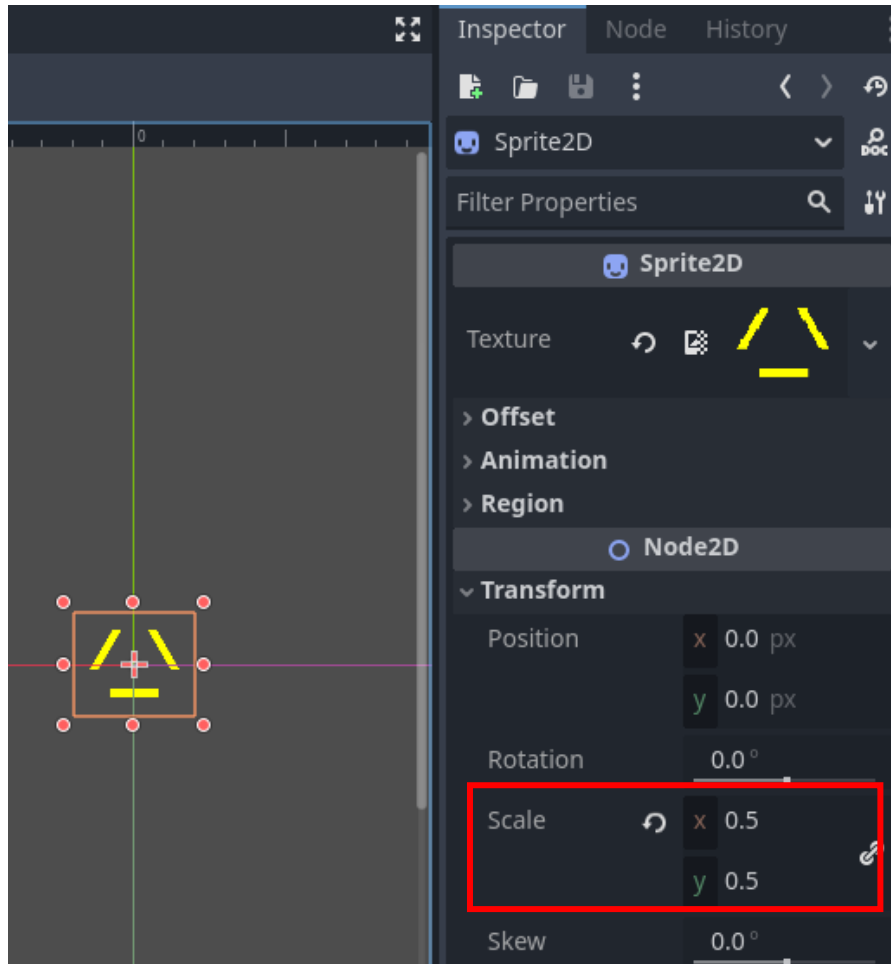 Inspector Node History
0
Sprite2D
DOC
Filter Properties
Sprite2D
Texture
Offset
Animation
Region
Node2D
Transform
Position x 0.0 px
y 0.0 px
Rotation 0.0 °
Scale x 0.5
y 0.5
Skew 0.0 °